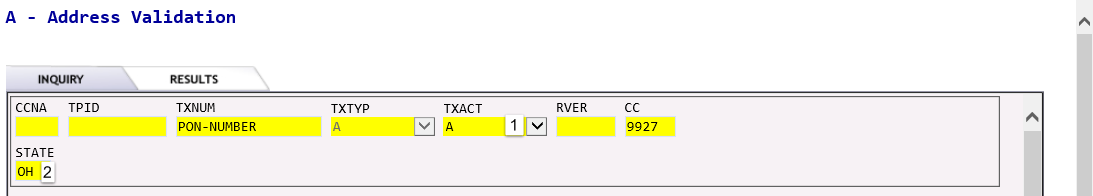 A - Address Validation
INQUIRY RESULTS
CCNA TPID TXNUM TXTYP TXACT RVER CC
PON-NUMBER A A 1 9927
STATE
OH 2